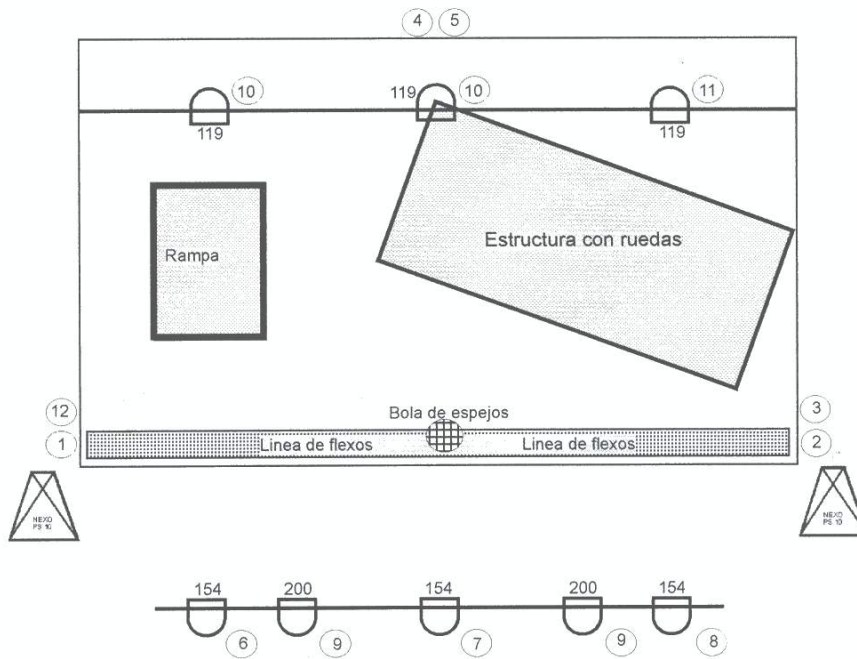 4 5
10 119 10 11
119 119
Rampa
Estructura con ruedas
12 Bola de espejos 3
1 Linea de flexos Linea de flexos 2
NEXO NEXO
PS 10 PS 10
154 200 154 200 154
6 9 7 9 8